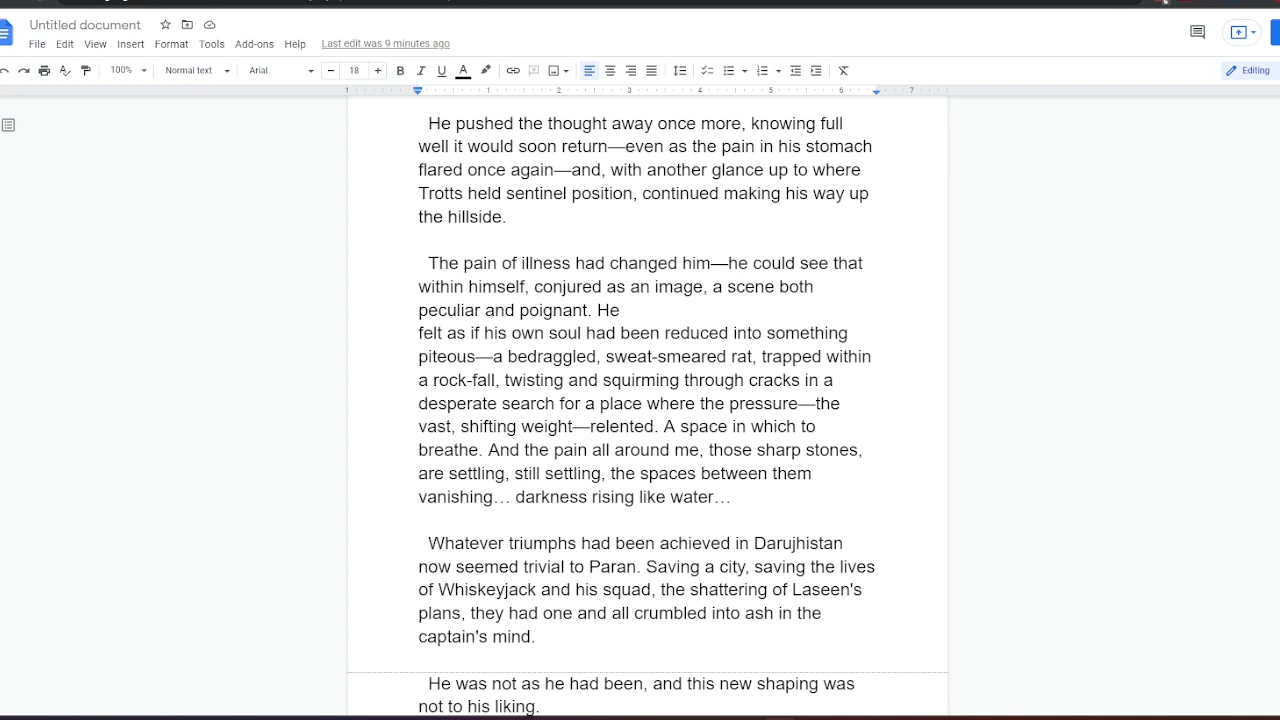 Untitled document
File Edit View Insert Format Tools Add-ons Help Last edit was 9 minutes ago
100% Normal text Arial 18 Editing
1 1 2 3 4 5 6 7
He pushed the thought away once more, knowing full
well it would soon return—even as the pain in his stomach
flared once again—and, with another glance up to where
Trotts held sentinel position, continued making his way up
the hillside.
The pain of illness had changed him—he could see that
within himself, conjured as an image, a scene both
peculiar and poignant. He
felt as if his own soul had been reduced into something
piteous—a bedraggled, sweat-smeared rat, trapped within
a rock-fall, twisting and squirming through cracks in a
desperate search for a place where the pressure—the
vast, shifting weight—relented. A space in which to
breathe. And the pain all around me, those sharp stones,
are settling, still settling, the spaces between them
vanishing… darkness rising like water…
Whatever triumphs had been achieved in Darujhistan
now seemed trivial to Paran. Saving a city, saving the lives
of Whiskeyjack and his squad, the shattering of Laseen's
plans, they had one and all crumbled into ash in the
captain's mind.
He was not as he had been, and this new shaping was
not to his liking.